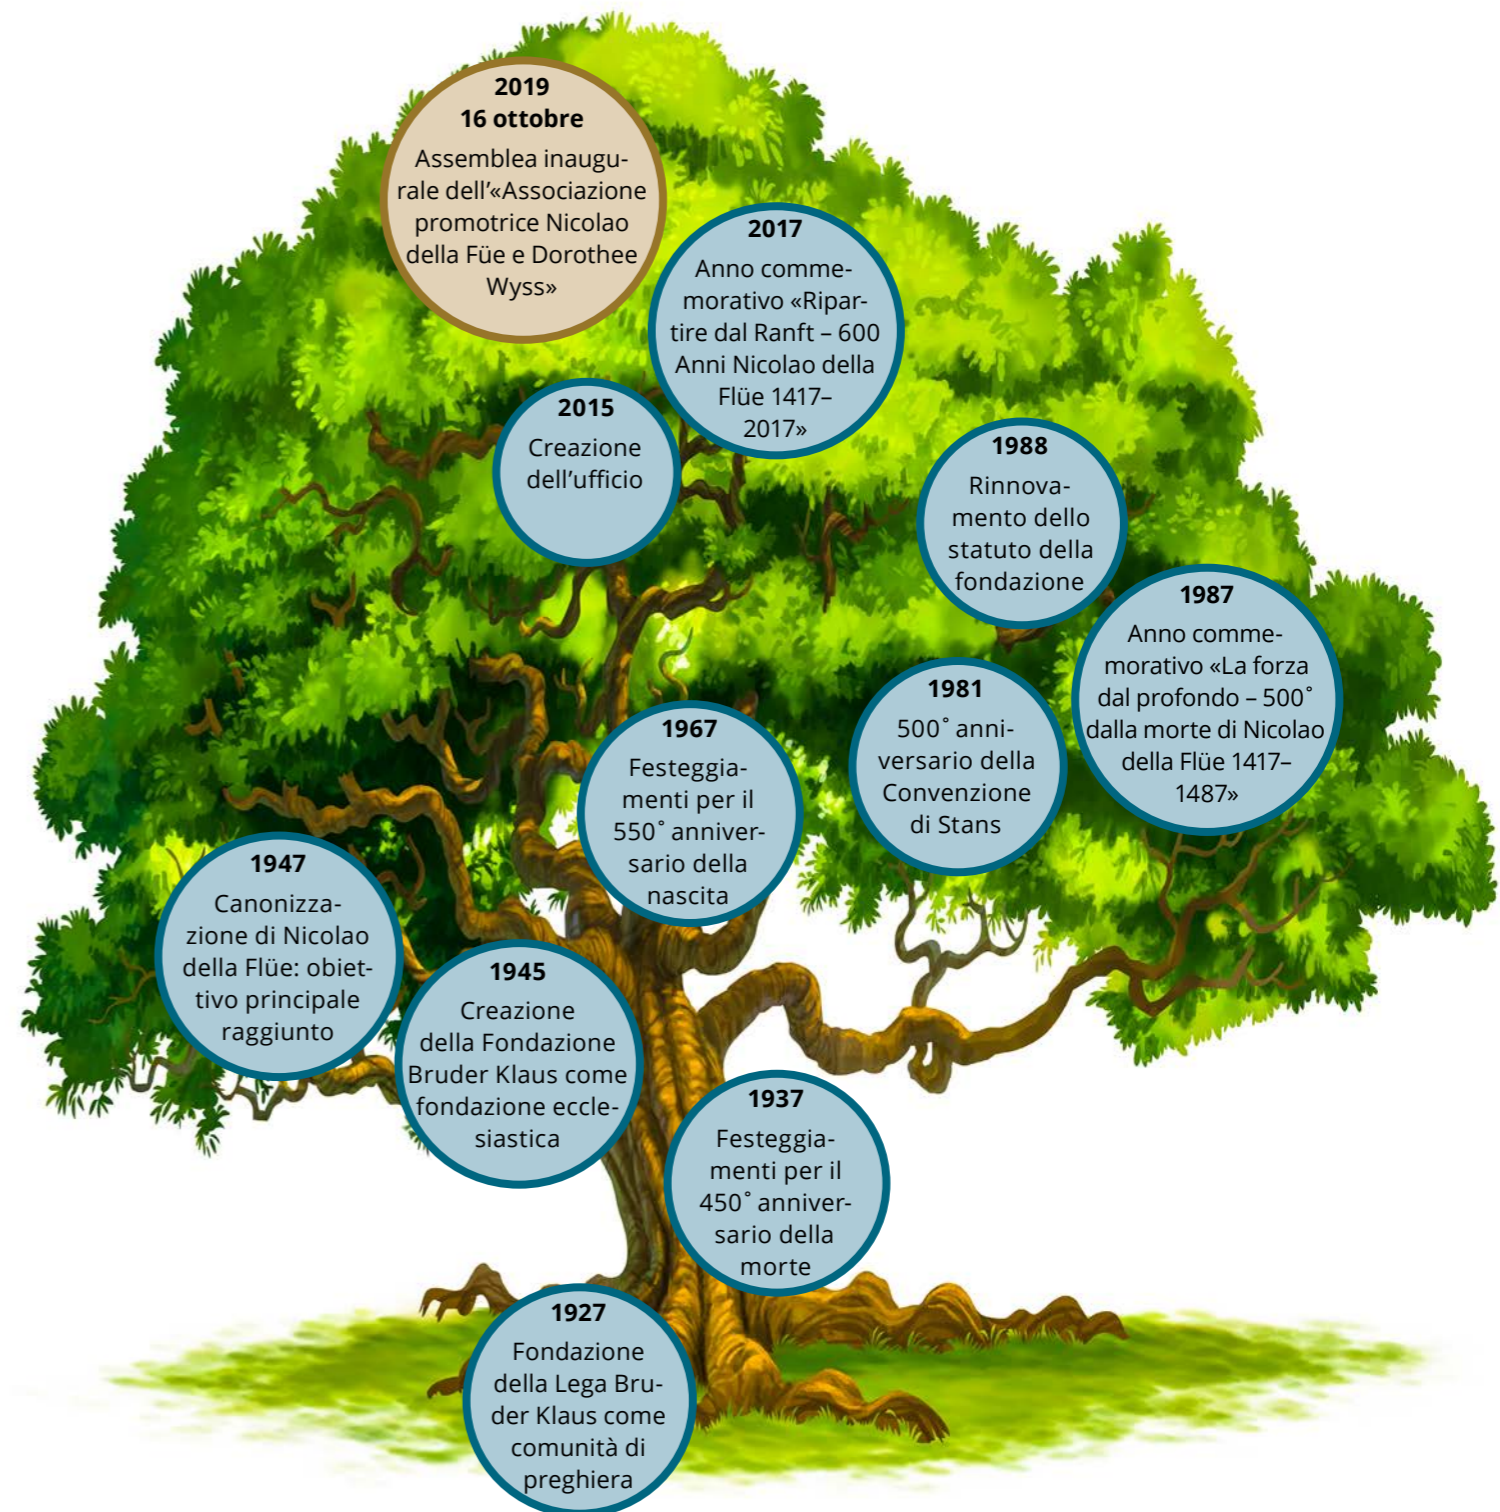 2019
16 ottobre
Assemblea inaugu-
rale dell'«Associazione
promotrice Nicolao
della Füe e Dorothee
Wyss»
2017
Anno comme-
morativo «Ripar-
tire dal Ranft – 600
Anni Nicolao della
Flüe 1417–
2017»
2015
Creazione
dell'ufficio
1988
Rinnova-
mento dello
statuto della
fondazione
1987
Anno comme-
morativo «La forza
dal profondo – 500°
dalla morte di Nicolao
della Flüe 1417–
1487»
1981
500° anni-
versario della
Convenzione
di Stans
1967
Festeggia-
menti per il
550° anniver-
sario della
nascita
1947
Canonizza-
zione di Nicolao
della Flüe: obiet-
tivo principale
raggiunto
1945
Creazione
della Fondazione
Bruder Klaus come
fondazione eccle-
siastica
1937
Festeggia-
menti per il
450° anniver-
sario della
morte
1927
Fondazione
della Lega Bru-
der Klaus come
comunità di
preghiera